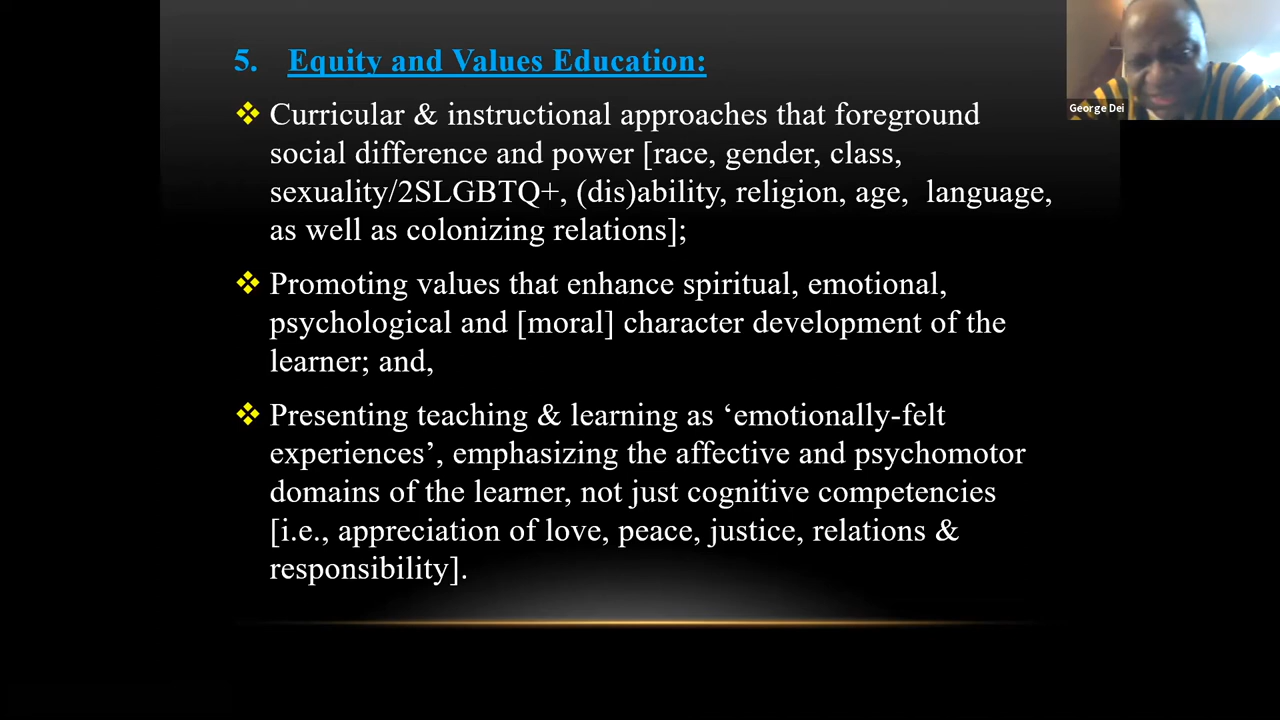 5. Equity and Values Education:
❖ Curricular & instructional approaches that foreground
social difference and power [race, gender, class,
sexuality/2SLGBTQ+, (dis)ability, religion, age, language,
as well as colonizing relations];
❖ Promoting values that enhance spiritual, emotional,
psychological and [moral] character development of the
learner; and,
❖ Presenting teaching & learning as ‘emotionally-felt
experiences’, emphasizing the affective and psychomotor
domains of the learner, not just cognitive competencies
[i.e., appreciation of love, peace, justice, relations &
responsibility].
George Dei